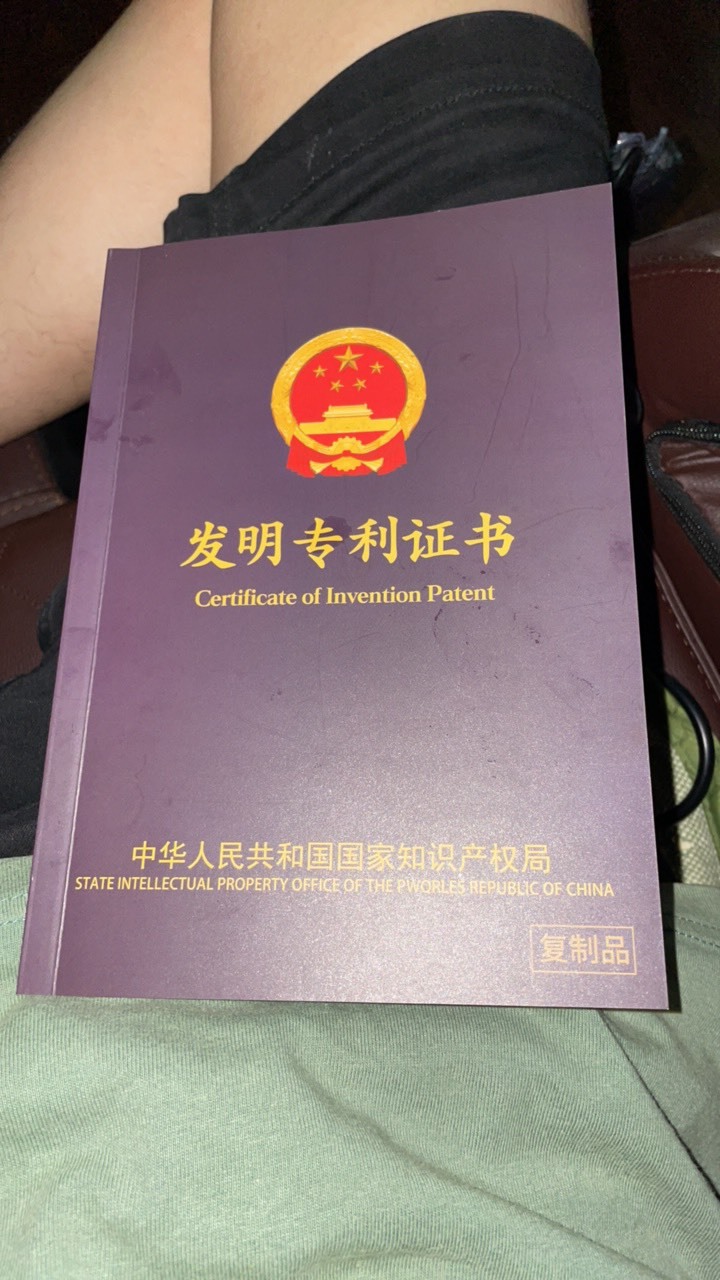 发明专利证书
Certificate of Invention Patent
中华人民共和国国家知识产权局
STATE INTELLECTUAL PROPERTY OFFICE OF THE PWORLES REPUBLIC OF CHINA
复制品